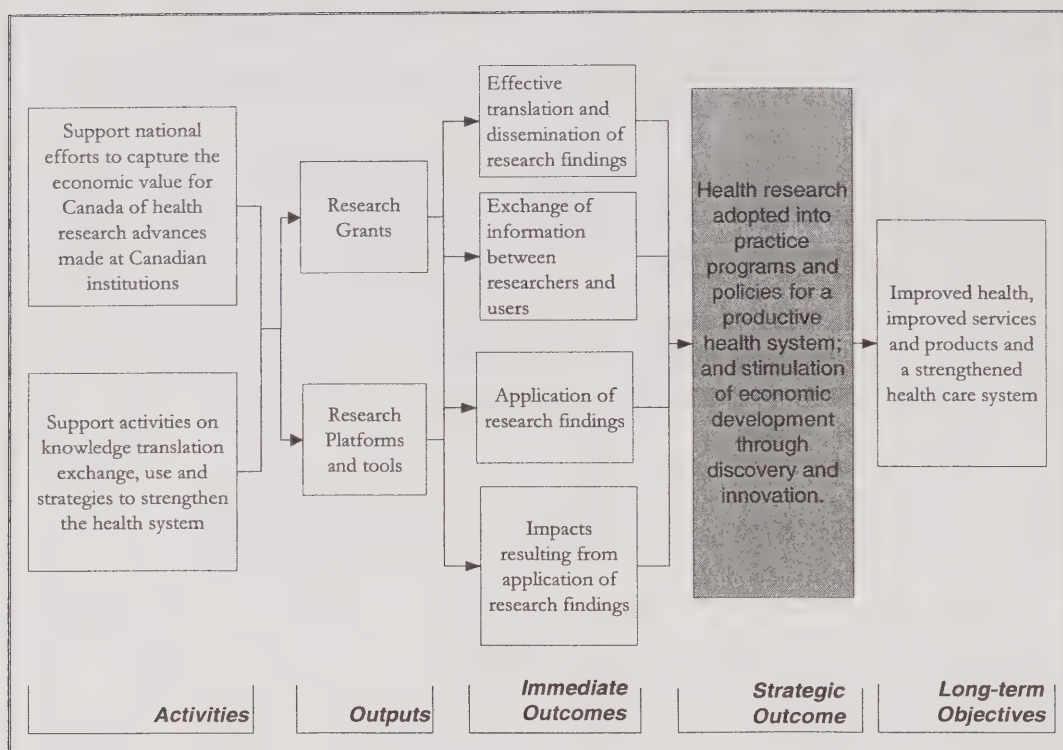 Support national
efforts to capture the
economic value for
Canada of health
research advances
made at Canadian
institutions
Support activities on
knowledge translation
exchange, use and
strategies to strengthen
the health system
Research
Grants
Research
Platforms
and tools
Effective
translation and
dissemination of
research findings
Exchange of
information
between
researchers and
users
Application of
research findings
Impacts
resulting from
application of
research findings
Health research
adopted into
practice
programs and
policies for a
productive
health system;
and stimulation
of economic
development
through
discovery and
innovation.
Improved health,
improved services
and products and
a strengthened
health care system
Activities
Outputs
Immediate
Outcomes
Strategic
Outcome
Long-term
Objectives